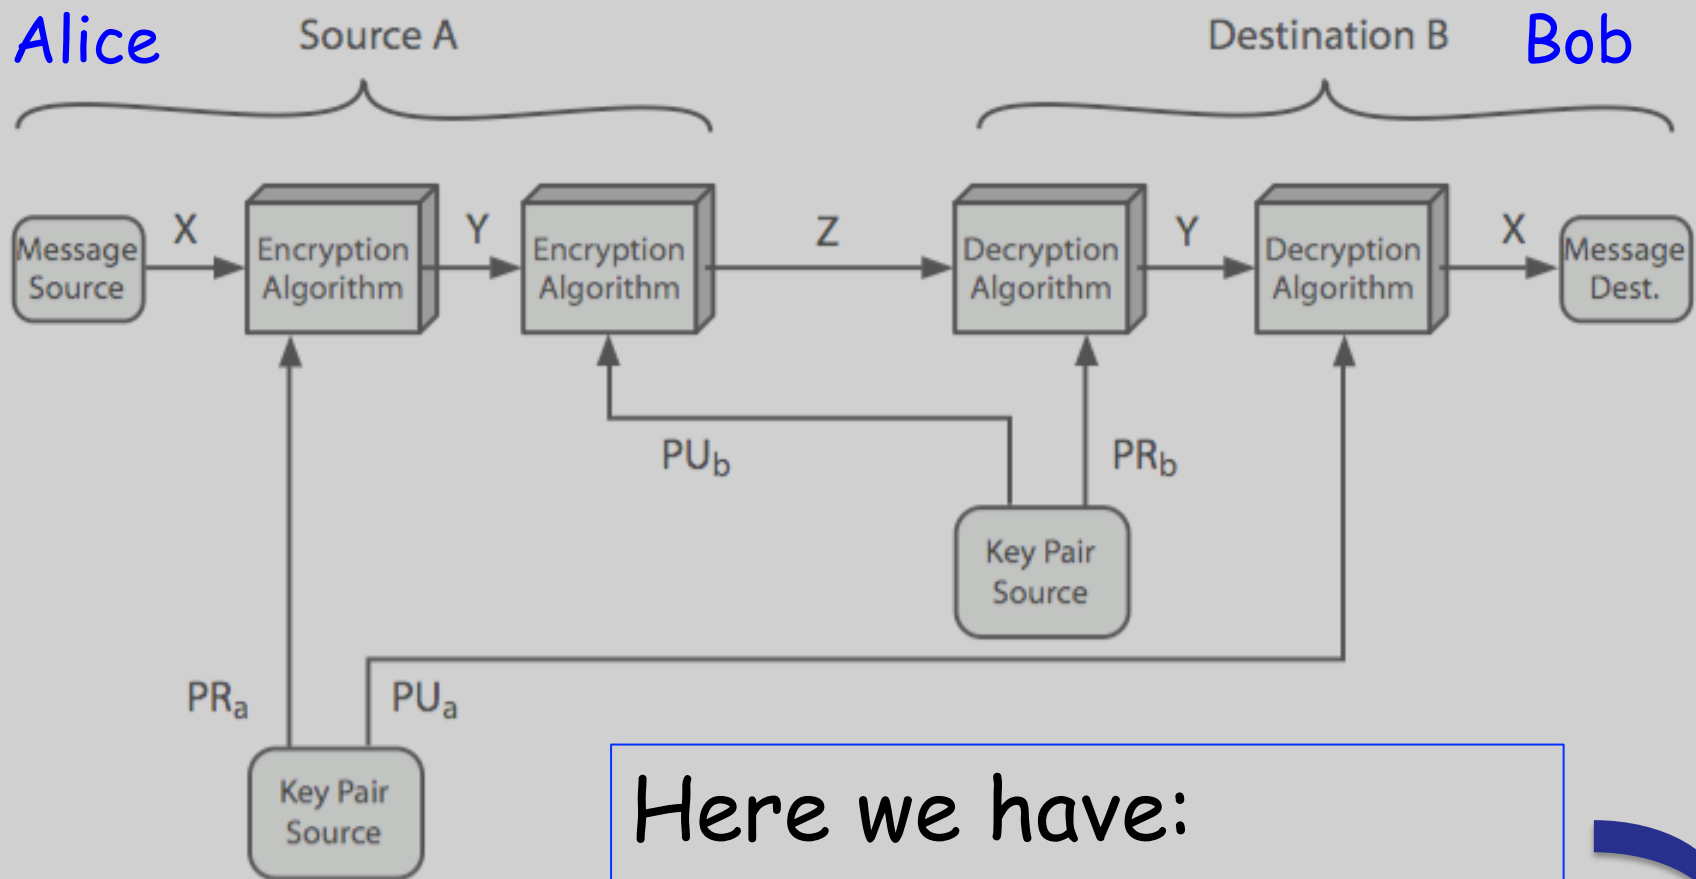 Alice
Source A
Destination B
Bob
Message
Source
X
Encryption
Algorithm
Y
Encryption
Algorithm
Z
Decryption
Algorithm
Y
Decryption
Algorithm
X
Message
Dest.
PUb
PRb
Key Pair
Source
PRa
PUa
Key Pair
Source
Here we have: